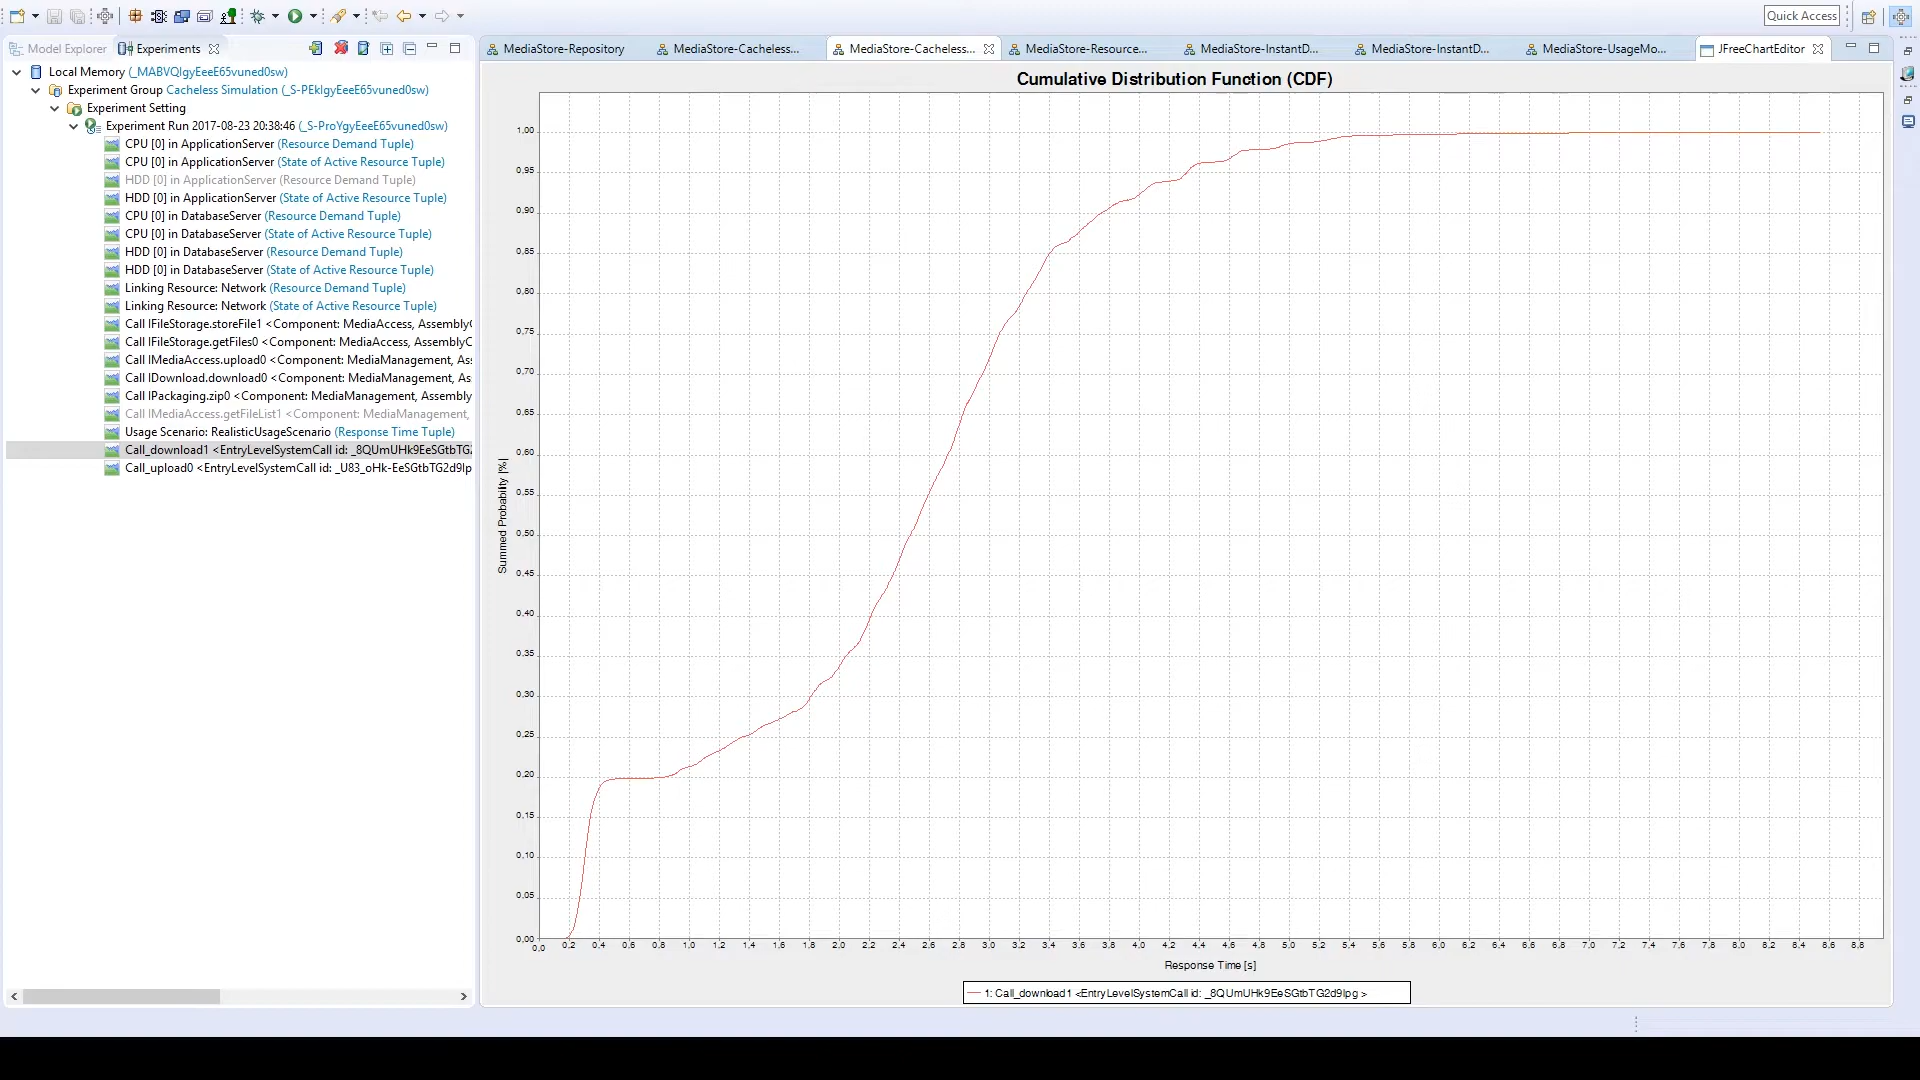 Quick Access
Model Explorer
Experiments
MediaStore-Repository
MediaStore-Cacheless...
MediaStore-Cacheless...
MediaStore-Resource...
MediaStore-InstantD...
MediaStore-InstantD...
MediaStore-UsageMo...
JFreeChartEditor
Local Memory (_MABVQIgyEeeE65vuned0sw)
Experiment Group Cacheless Simulation (_S-PEkIgyEeeE65vuned0sw)
Experiment Setting
Experiment Run 2017-08-23 20:38:46 (_S-ProYgyEeeE65vuned0sw)
CPU [0] in ApplicationServer (Resource Demand Tuple)
CPU [0] in ApplicationServer (State of Active Resource Tuple)
HDD [0] in ApplicationServer (Resource Demand Tuple)
HDD [0] in ApplicationServer (State of Active Resource Tuple)
CPU [0] in DatabaseServer (Resource Demand Tuple)
CPU [0] in DatabaseServer (State of Active Resource Tuple)
HDD [0] in DatabaseServer (Resource Demand Tuple)
HDD [0] in DatabaseServer (State of Active Resource Tuple)
Linking Resource: Network (Resource Demand Tuple)
Linking Resource: Network (State of Active Resource Tuple)
Call IFileStorage.storeFile1 <Component: MediaAccess, AssemblyC
Call IFileStorage.getFiles0 <Component: MediaAccess, AssemblyC
Call IMediaAccess.upload0 <Component: MediaManagement, As
Call IDownload.download0 <Component: MediaManagement, As
Call IPackaging.zip0 <Component: MediaManagement, Assembly
Call IMediaAccess.getFileList1 <Component: MediaManagement,
Usage Scenario: RealisticUsageScenario (Response Time Tuple)
Call_download1 <EntryLevelSystemCall id: _8QUmUHk9EeSGtbTG2
Call_upload0 <EntryLevelSystemCall id: _U83_oHk-EeSGtbTG2d9Ip
Cumulative Distribution Function (CDF)
Summed Probability [%]
1,00
0,95
0,90
0,85
0,80
0,75
0,70
0,65
0,60
0,55
0,50
0,45
0,40
0,35
0,30
0,25
0,20
0,15
0,10
0,05
0,00
0,0 0,2 0,4 0,6 0,8 1,0 1,2 1,4 1,6 1,8 2,0 2,2 2,4 2,6 2,8 3,0 3,2 3,4 3,6 3,8 4,0 4,2 4,4 4,6 4,8 5,0 5,2 5,4 5,6 5,8 6,0 6,2 6,4 6,6 6,8 7,0 7,2 7,4 7,6 7,8 8,0 8,2 8,4 8,6 8,8
Response Time [s]
1: Call_download1 <EntryLevelSystemCall id: _8QUmUHk9EeSGtbTG2d9Ipg >